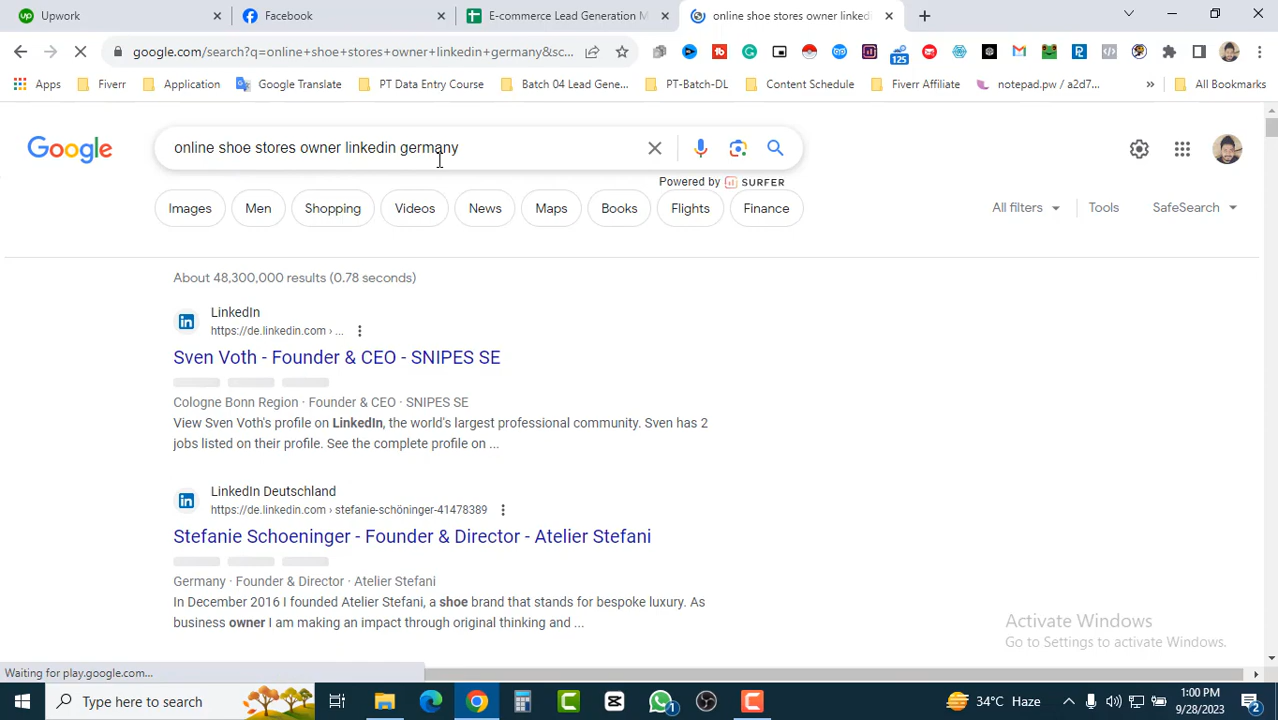 Upwork
Facebook
E-commerce Lead Generation M
online shoe stores owner linkedin
google.com/search?q=online+shoe+stores+owner+linkedin+germany&sc...
125
Apps
Fiverr
Application
Google Translate
PT Data Entry Course
Batch 04 Lead Gene...
PT-Batch-DL
Content Schedule
Fiverr Affiliate
notepad.pw / a2d7...
»
All Bookmarks
Google
online shoe stores owner linkedin germany
Powered by SURFER
Images
Men
Shopping
Videos
News
Maps
Books
Flights
Finance
All filters
Tools
SafeSearch
About 48,300,000 results (0.78 seconds)
LinkedIn
https://de.linkedin.com › ...
Sven Voth - Founder & CEO - SNIPES SE
Cologne Bonn Region · Founder & CEO · SNIPES SE
View Sven Voth's profile on LinkedIn, the world's largest professional community. Sven has 2
jobs listed on their profile. See the complete profile on ...
LinkedIn Deutschland
https://de.linkedin.com › stefanie-schöninger-41478389
Stefanie Schoeninger - Founder & Director - Atelier Stefani
Germany · Founder & Director · Atelier Stefani
In December 2016 I founded Atelier Stefani, a shoe brand that stands for bespoke luxury. As
business owner I am making an impact through original thinking and ...
Activate Windows
Go to Settings to activate Windows.
Waiting for play.google.com...
Type here to search
1
34°C Haze
1:00 PM
9/28/2023
2